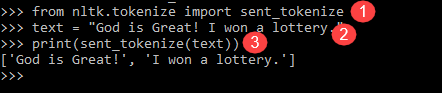 >>> from nltk.tokenize import sent_tokenize 1
>>> text = "God is Great! I won a lottery." 2
>>> print(sent_tokenize(text)) 3
['God is Great!', 'I won a lottery.']
>>>